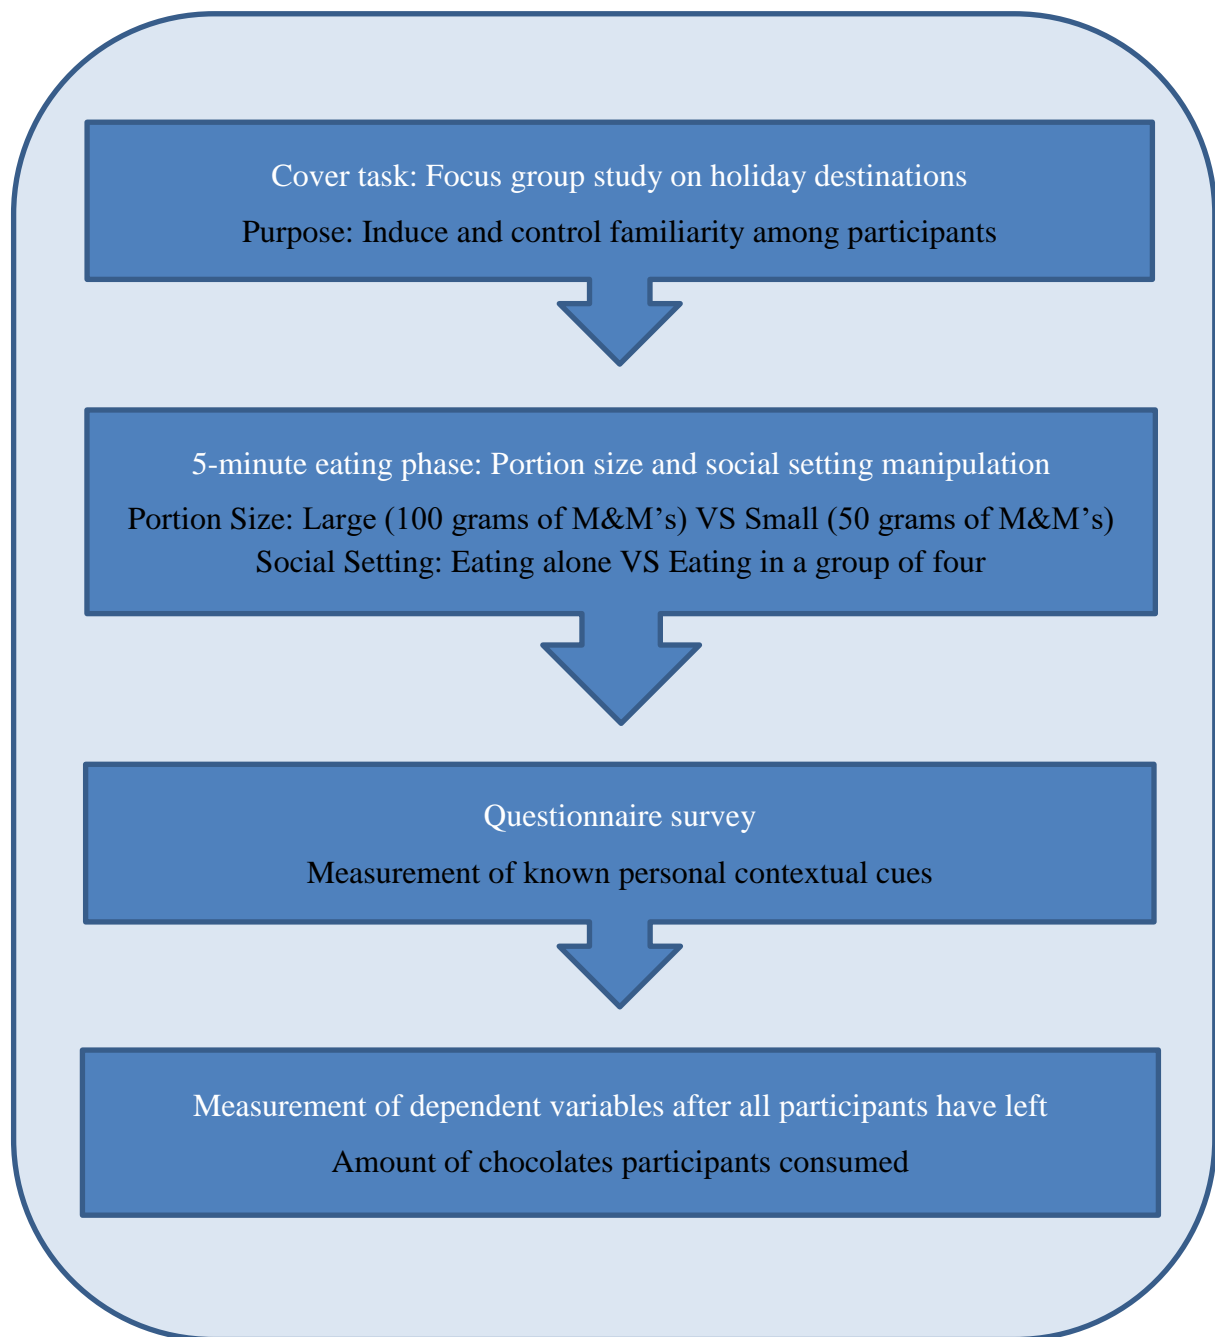 Cover task: Focus group study on holiday destinations
Purpose: Induce and control familiarity among participants
5-minute eating phase: Portion size and social setting manipulation
Portion Size: Large (100 grams of M&M’s) VS Small (50 grams of M&M’s)
Social Setting: Eating alone VS Eating in a group of four
Questionnaire survey
Measurement of known personal contextual cues
Measurement of dependent variables after all participants have left
Amount of chocolates participants consumed